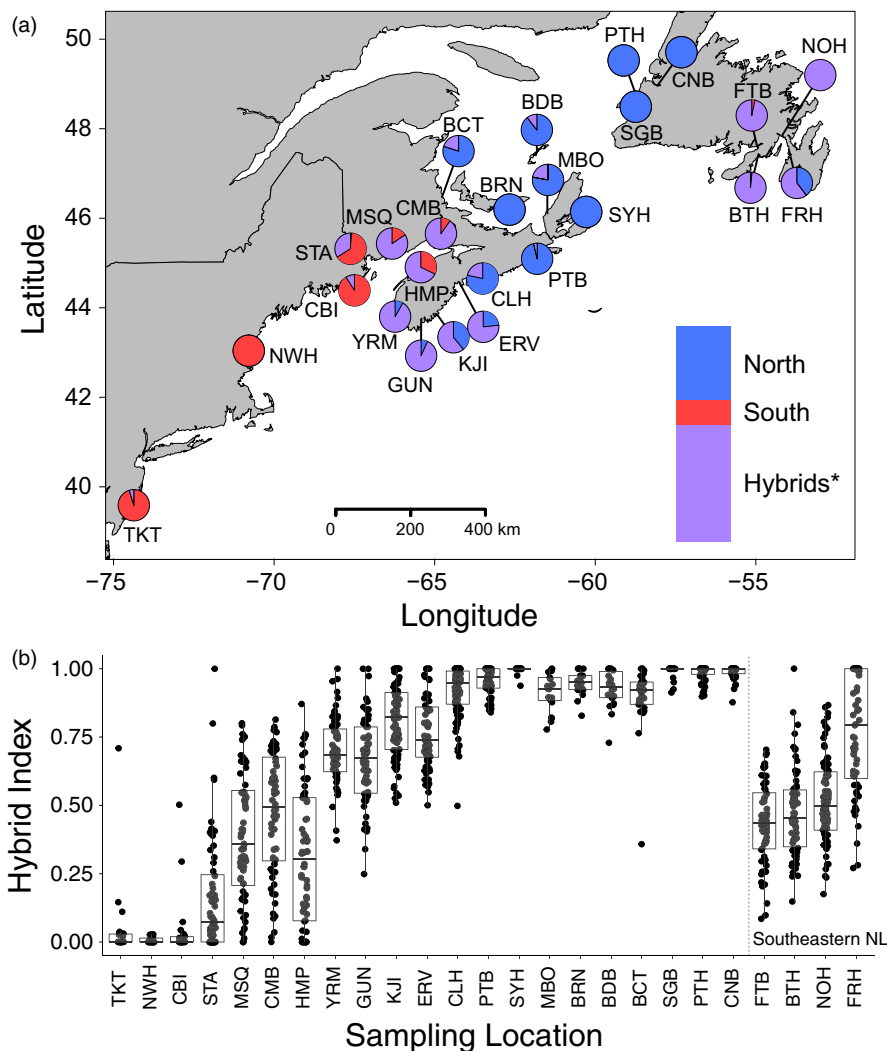 (a)
50
48
46
44
42
40
Latitude
PTH
NOH
CNB
FTB
BDB
BCT
SGB
MBO
BRN
CMB
MSQ
SYH
BTH
FRH
STA
PTB
HMP
CLH
CBI
YRM
ERV
NWH
KJI
GUN
North
South
Hybrids*
TKT
0 200 400 km
−75 −70 −65 −60 −55
Longitude
(b)
1.00
0.75
0.50
0.25
0.00
Hybrid Index
Southeastern NL
TKT NWH CBI STA MSQ CMB HMP YRM GUN KJI ERV CLH PTB SYH MBO BRN BDB BCT SGB PTH CNB FTB BTH NOH FRH
Sampling Location